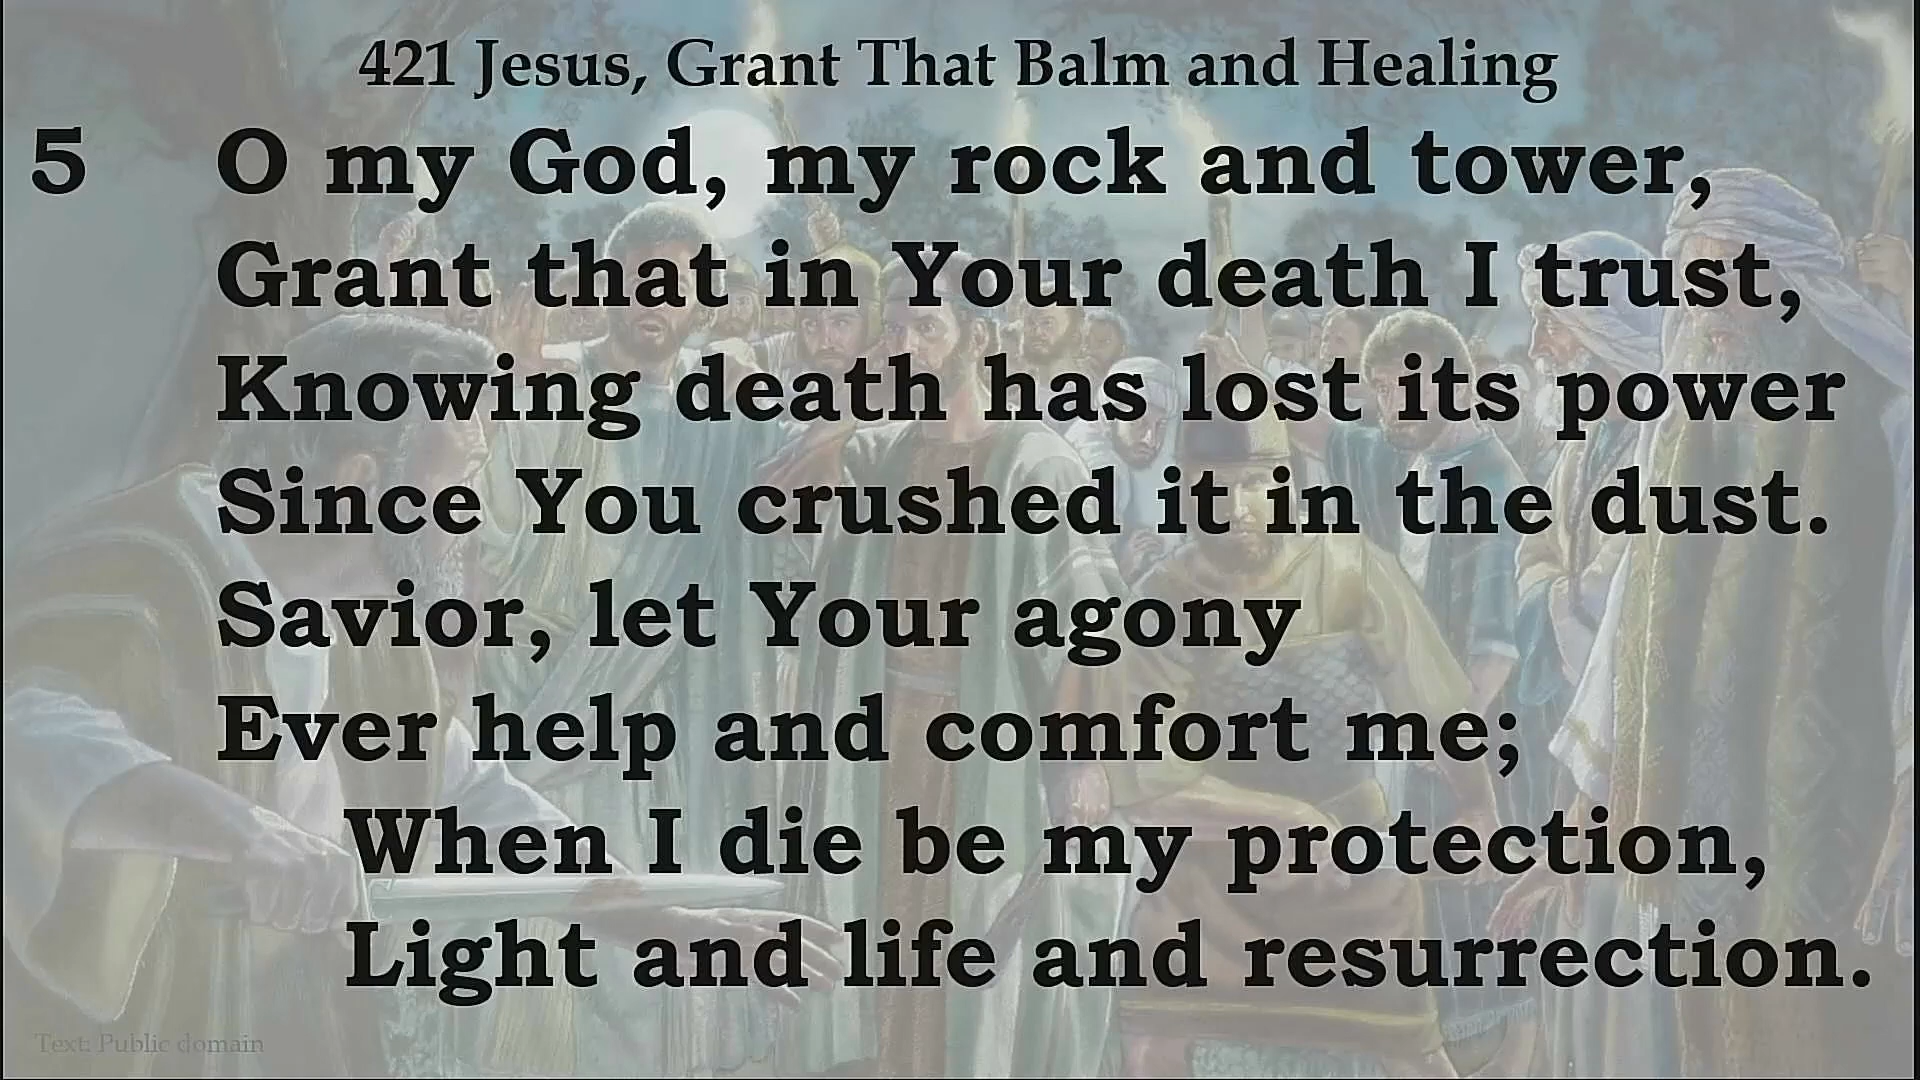 421 Jesus, Grant That Balm and Healing
5 O my God, my rock and tower,
Grant that in Your death I trust,
Knowing death has lost its power
Since You crushed it in the dust.
Savior, let Your agony
Ever help and comfort me;
When I die be my protection,
Light and life and resurrection.
Text: Public domain